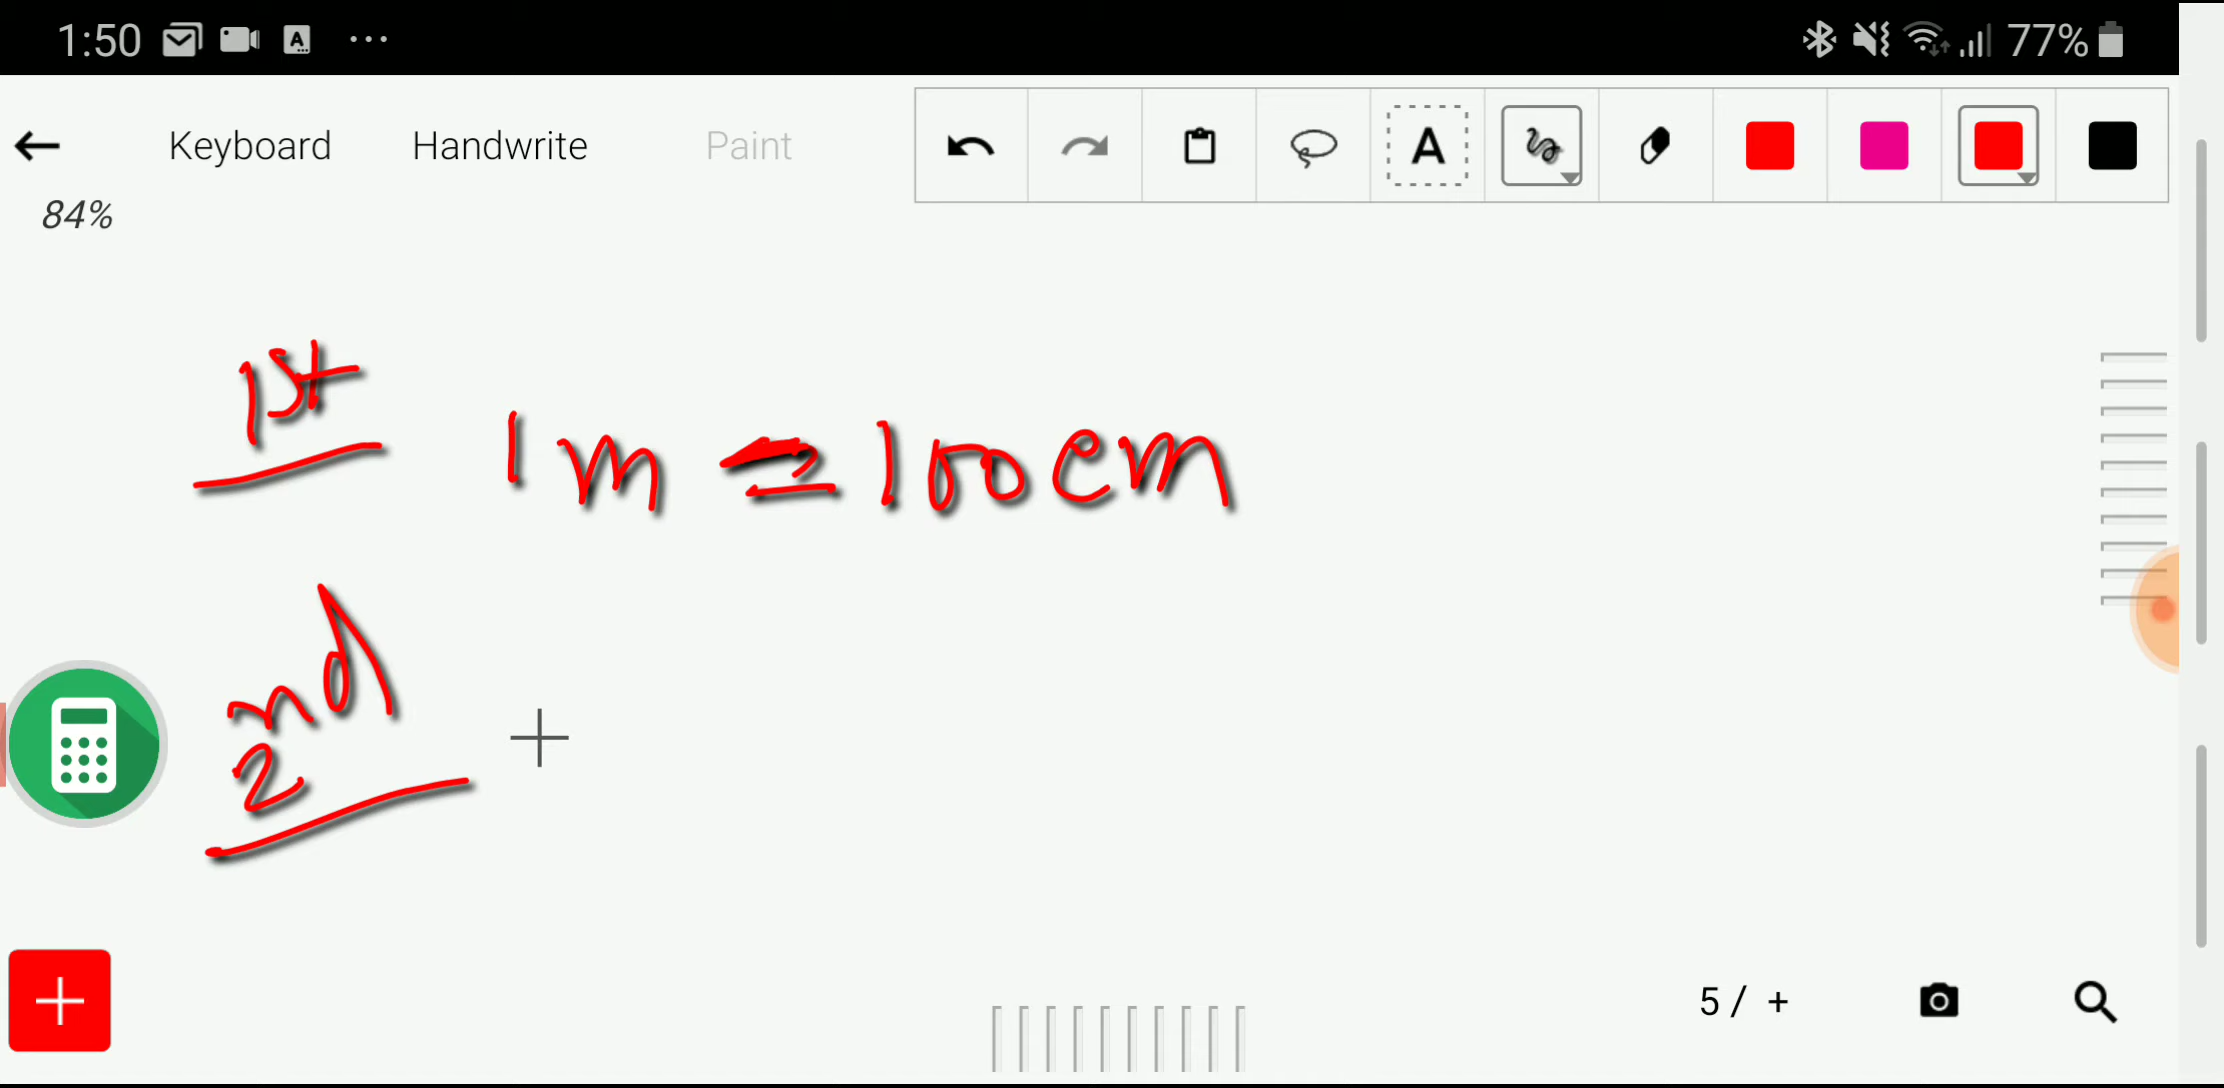 1:50 77%
Keyboard Handwrite Paint A
84%
1st
1m = 100cm
2nd
5 / +